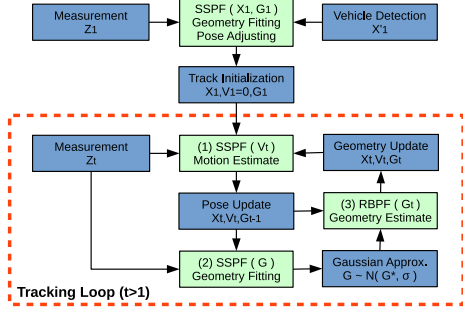 Measurement
Z1
SSPF ( X1, G1 )
Geometry Fitting
Pose Adjusting
Vehicle Detection
X'1
Track Initialization
X1,V1=0,G1
Measurement
Zt
(1) SSPF ( Vt )
Motion Estimate
Geometry Update
Xt,Vt,Gt
Pose Update
Xt,Vt,Gt-1
(3) RBPF ( Gt )
Geometry Estimate
(2) SSPF ( G )
Geometry Fitting
Gaussian Approx.
G ~ N( G*, σ )
Tracking Loop (t>1)